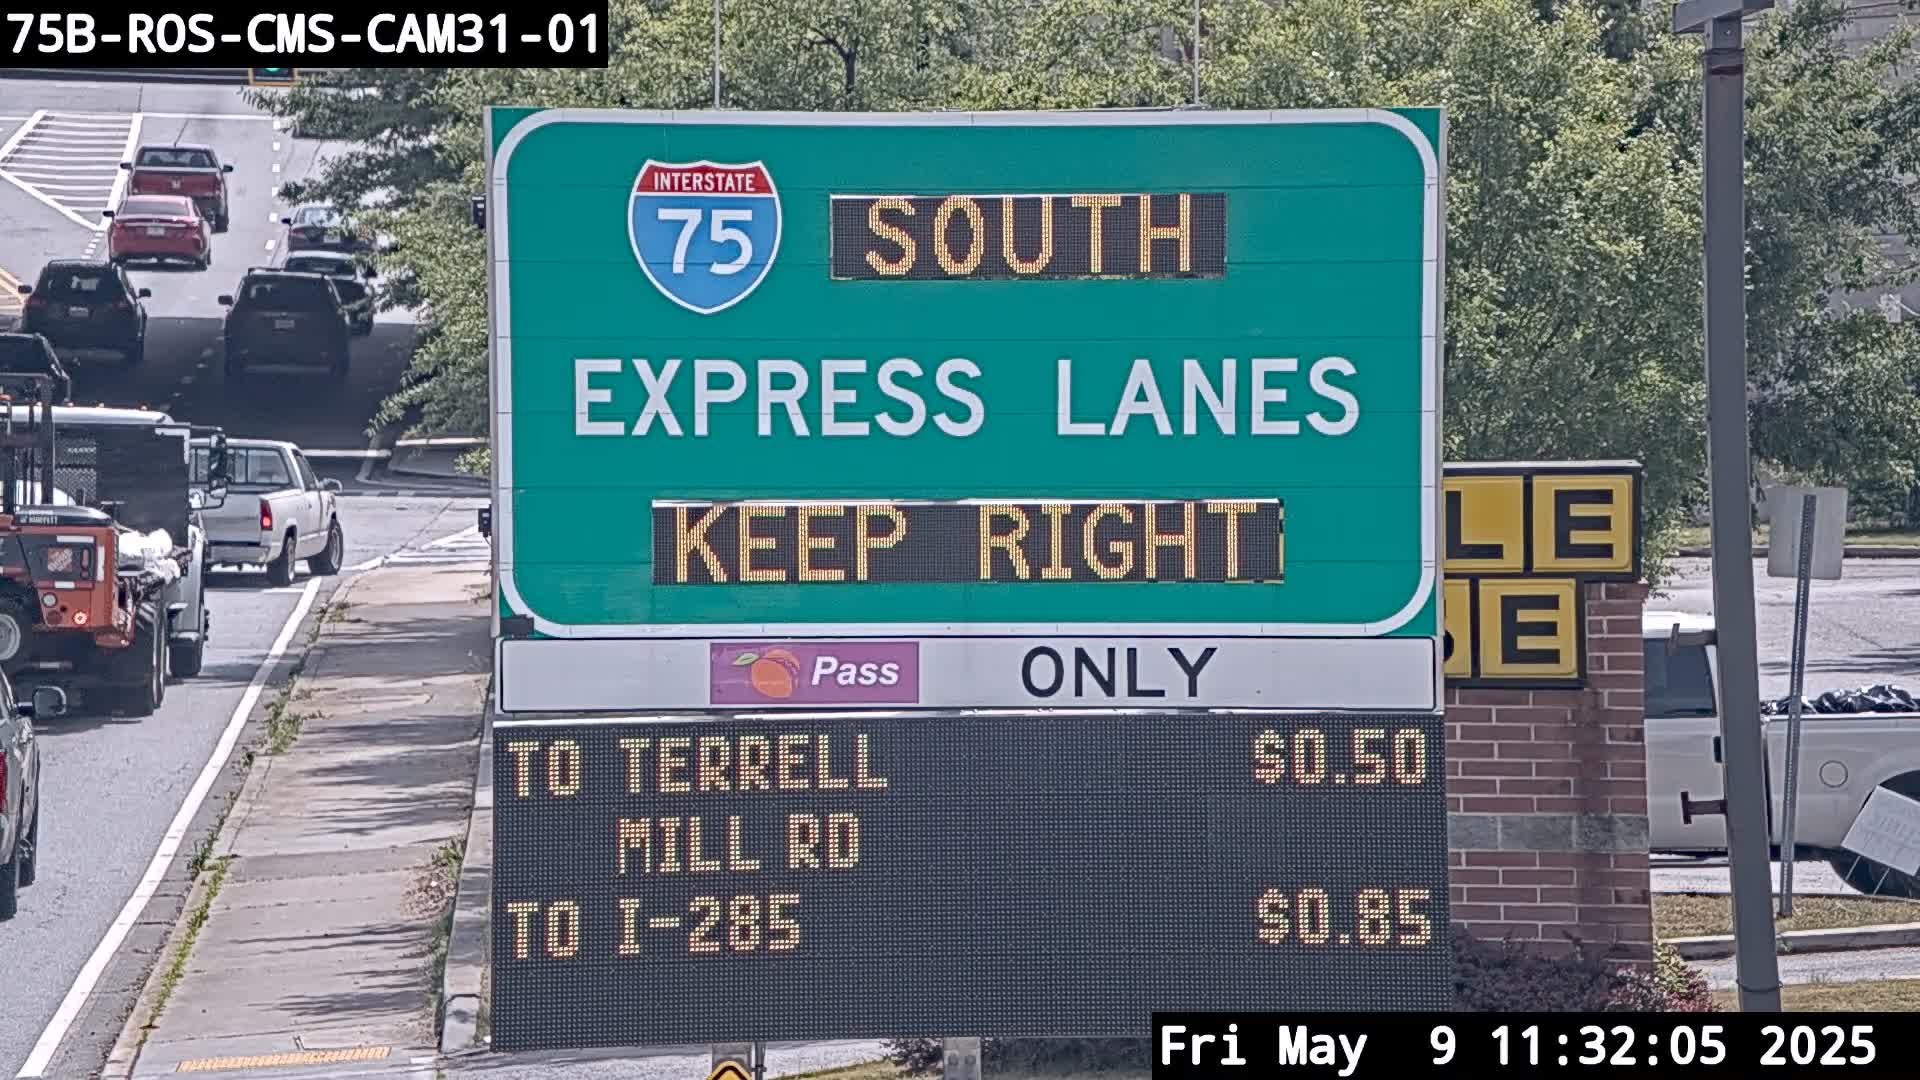 75B-ROS-CMS-CAM31-01
INTERSTATE
75
SOUTH
EXPRESS LANES
KEEP RIGHT
Pass ONLY
TO TERRELL $0.50
MILL RD
TO I-285 $0.85
LE
E
Fri May 9 11:32:05 2025